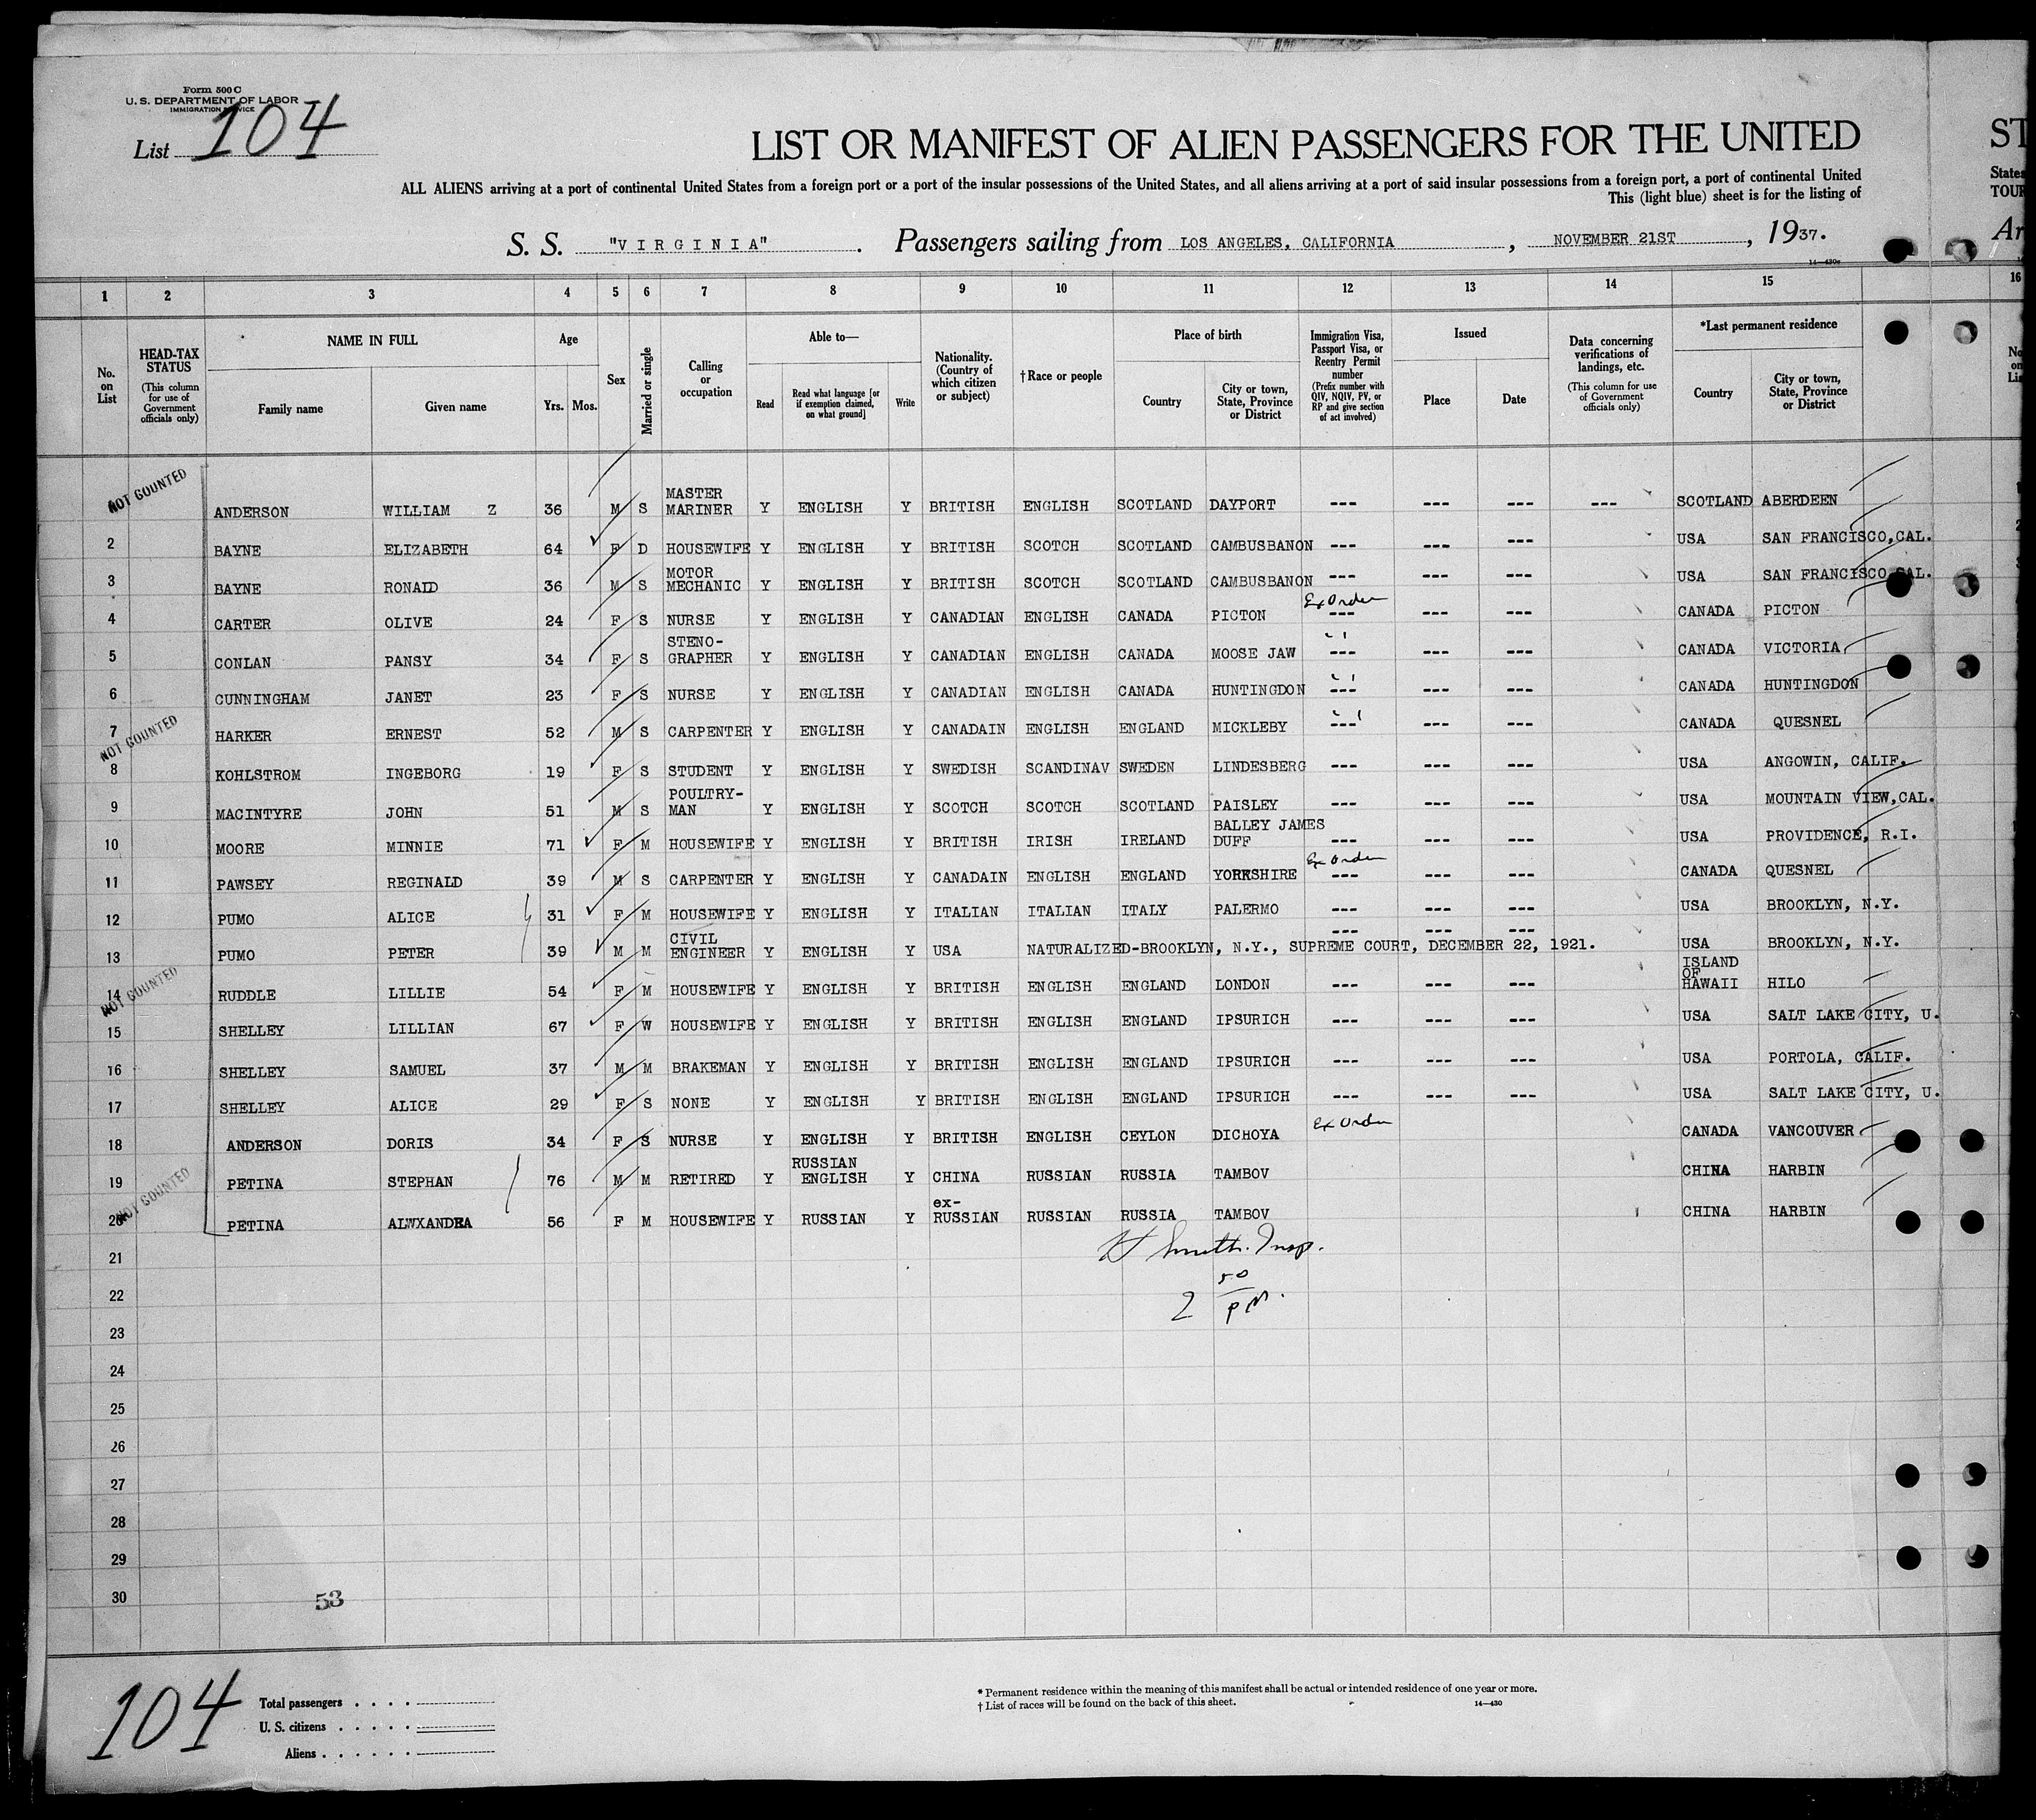 Form 500 C
U. S. DEPARTMENT OF LABOR
IMMIGRATION SERVICE
List 104
LIST OR MANIFEST OF ALIEN PASSENGERS FOR THE UNITED ST
ALL ALIENS arriving at a port of continental United States from a foreign port or a port of the insular possessions of the United States, and all aliens arriving at a port of said insular possessions from a foreign port, a port of continental United States
This (light blue) sheet is for the listing of TOUR
S. S. "VIRGINIA". Passengers sailing from LOS ANGELES, CALIFORNIA, NOVEMBER 21ST, 1937. Ar
14—430c
1 2 3 4 5 6 7 8 9 10 11 12 13 14 15 16
No. on List
HEAD-TAX STATUS (This column for use of Government officials only)
NAME IN FULL
Family name Given name
Age
Yrs. Mos.
Sex
Married or single
Calling or occupation
Able to—
Read
Read what language [or if exemption claimed, on what ground]
Write
Nationality. (Country of which citizen or subject)
†Race or people
Place of birth
Country
City or town, State, Province or District
Immigration Visa, Passport Visa, or Reentry Permit number (Prefix number with QIV, NQIV, PV, or RP and give section of act involved)
Issued
Place Date
Data concerning verifications of landings, etc. (This column for use of Government officials only)
*Last permanent residence
Country
City or town, State, Province or District
No. on Lis
NOT COUNTED ANDERSON WILLIAM Z 36 M S MASTER MARINER Y ENGLISH Y BRITISH ENGLISH SCOTLAND DAYPORT --- --- --- --- SCOTLAND ABERDEEN
2 BAYNE ELIZABETH 64 F D HOUSEWIFE Y ENGLISH Y BRITISH SCOTCH SCOTLAND CAMBUSBANON --- --- --- USA SAN FRANCISCO, CAL.
3 BAYNE RONALD 36 M S MOTOR MECHANIC Y ENGLISH Y BRITISH SCOTCH SCOTLAND CAMBUSBANON --- --- --- USA SAN FRANCISCO CAL.
4 CARTER OLIVE 24 F S NURSE Y ENGLISH Y CANADIAN ENGLISH CANADA PICTON Ex Order --- --- --- CANADA PICTON
5 CONLAN PANSY 34 F S STENO-GRAPHER Y ENGLISH Y CANADIAN ENGLISH CANADA MOOSE JAW " --- --- --- CANADA VICTORIA
6 CUNNINGHAM JANET 23 F S NURSE Y ENGLISH Y CANADIAN ENGLISH CANADA HUNTINGDON " --- --- --- CANADA HUNTINGDON
7 NOT COUNTED HARKER ERNEST 52 M S CARPENTER Y ENGLISH Y CANADAIN ENGLISH ENGLAND MICKLEBY " --- --- --- CANADA QUESNEL
8 KOHLSTROM INGEBORG 19 F S STUDENT Y ENGLISH Y SWEDISH SCANDINAV SWEDEN LINDESBERG --- --- --- USA ANGOWIN, CALIF.
9 MACINTYRE JOHN 51 M S POULTRY-MAN Y ENGLISH Y SCOTCH SCOTCH SCOTLAND PAISLEY --- --- --- USA MOUNTAIN VIEW, CAL.
10 MOORE MINNIE 71 F M HOUSEWIFE Y ENGLISH Y BRITISH IRISH IRELAND BALLEY JAMES DUFF --- --- --- USA PROVIDENCE, R.I.
11 PAWSEY REGINALD 39 M S CARPENTER Y ENGLISH Y CANADAIN ENGLISH ENGLAND YORKSHIRE Ex Order --- --- --- CANADA QUESNEL
12 PUMO ALICE 31 F M HOUSEWIFE Y ENGLISH Y ITALIAN ITALIAN ITALY PALERMO --- --- --- USA BROOKLYN, N.Y.
13 PUMO PETER 39 M M CIVIL ENGINEER Y ENGLISH Y USA NATURALIZED-BROOKLYN, N.Y., SUPREME COURT, DECEMBER 22, 1921. --- --- --- USA BROOKLYN, N.Y.
14 NOT COUNTED RUDDLE LILLIE 54 F M HOUSEWIFE Y ENGLISH Y BRITISH ENGLISH ENGLAND LONDON --- --- --- ISLAND OF HAWAII HILO
15 SHELLEY LILLIAN 67 F W HOUSEWIFE Y ENGLISH Y BRITISH ENGLISH ENGLAND IPSURICH --- --- --- USA SALT LAKE CITY, U.
16 SHELLEY SAMUEL 37 M M BRAKEMAN Y ENGLISH Y BRITISH ENGLISH ENGLAND IPSURICH --- --- --- USA PORTOLA, CALIF.
17 SHELLEY ALICE 29 F S NONE Y ENGLISH Y BRITISH ENGLISH ENGLAND IPSURICH --- --- --- USA SALT LAKE CITY, U.
18 ANDERSON DORIS 34 F S NURSE Y ENGLISH Y BRITISH ENGLISH CEYLON DICHOYA Ex Order CANADA VANCOUVER
19 PETINA STEPHAN 76 M M RETIRED Y RUSSIAN ENGLISH Y CHINA RUSSIAN RUSSIA TAMBOV CHINA HARBIN
20 NOT COUNTED PETINA ALWXANDRA 56 F M HOUSEWIFE Y RUSSIAN Y ex-RUSSIAN RUSSIAN RUSSIA TAMBOV CHINA HARBIN
21 Smith. Insp.
22 2 50 PM.
23
24
25
26
27
28
29
30
53
104
Total passengers . . . .
U. S. citizens . . . . .
Aliens . . . . . .
* Permanent residence within the meaning of this manifest shall be actual or intended residence of one year or more.
† List of races will be found on the back of this sheet.
14—430